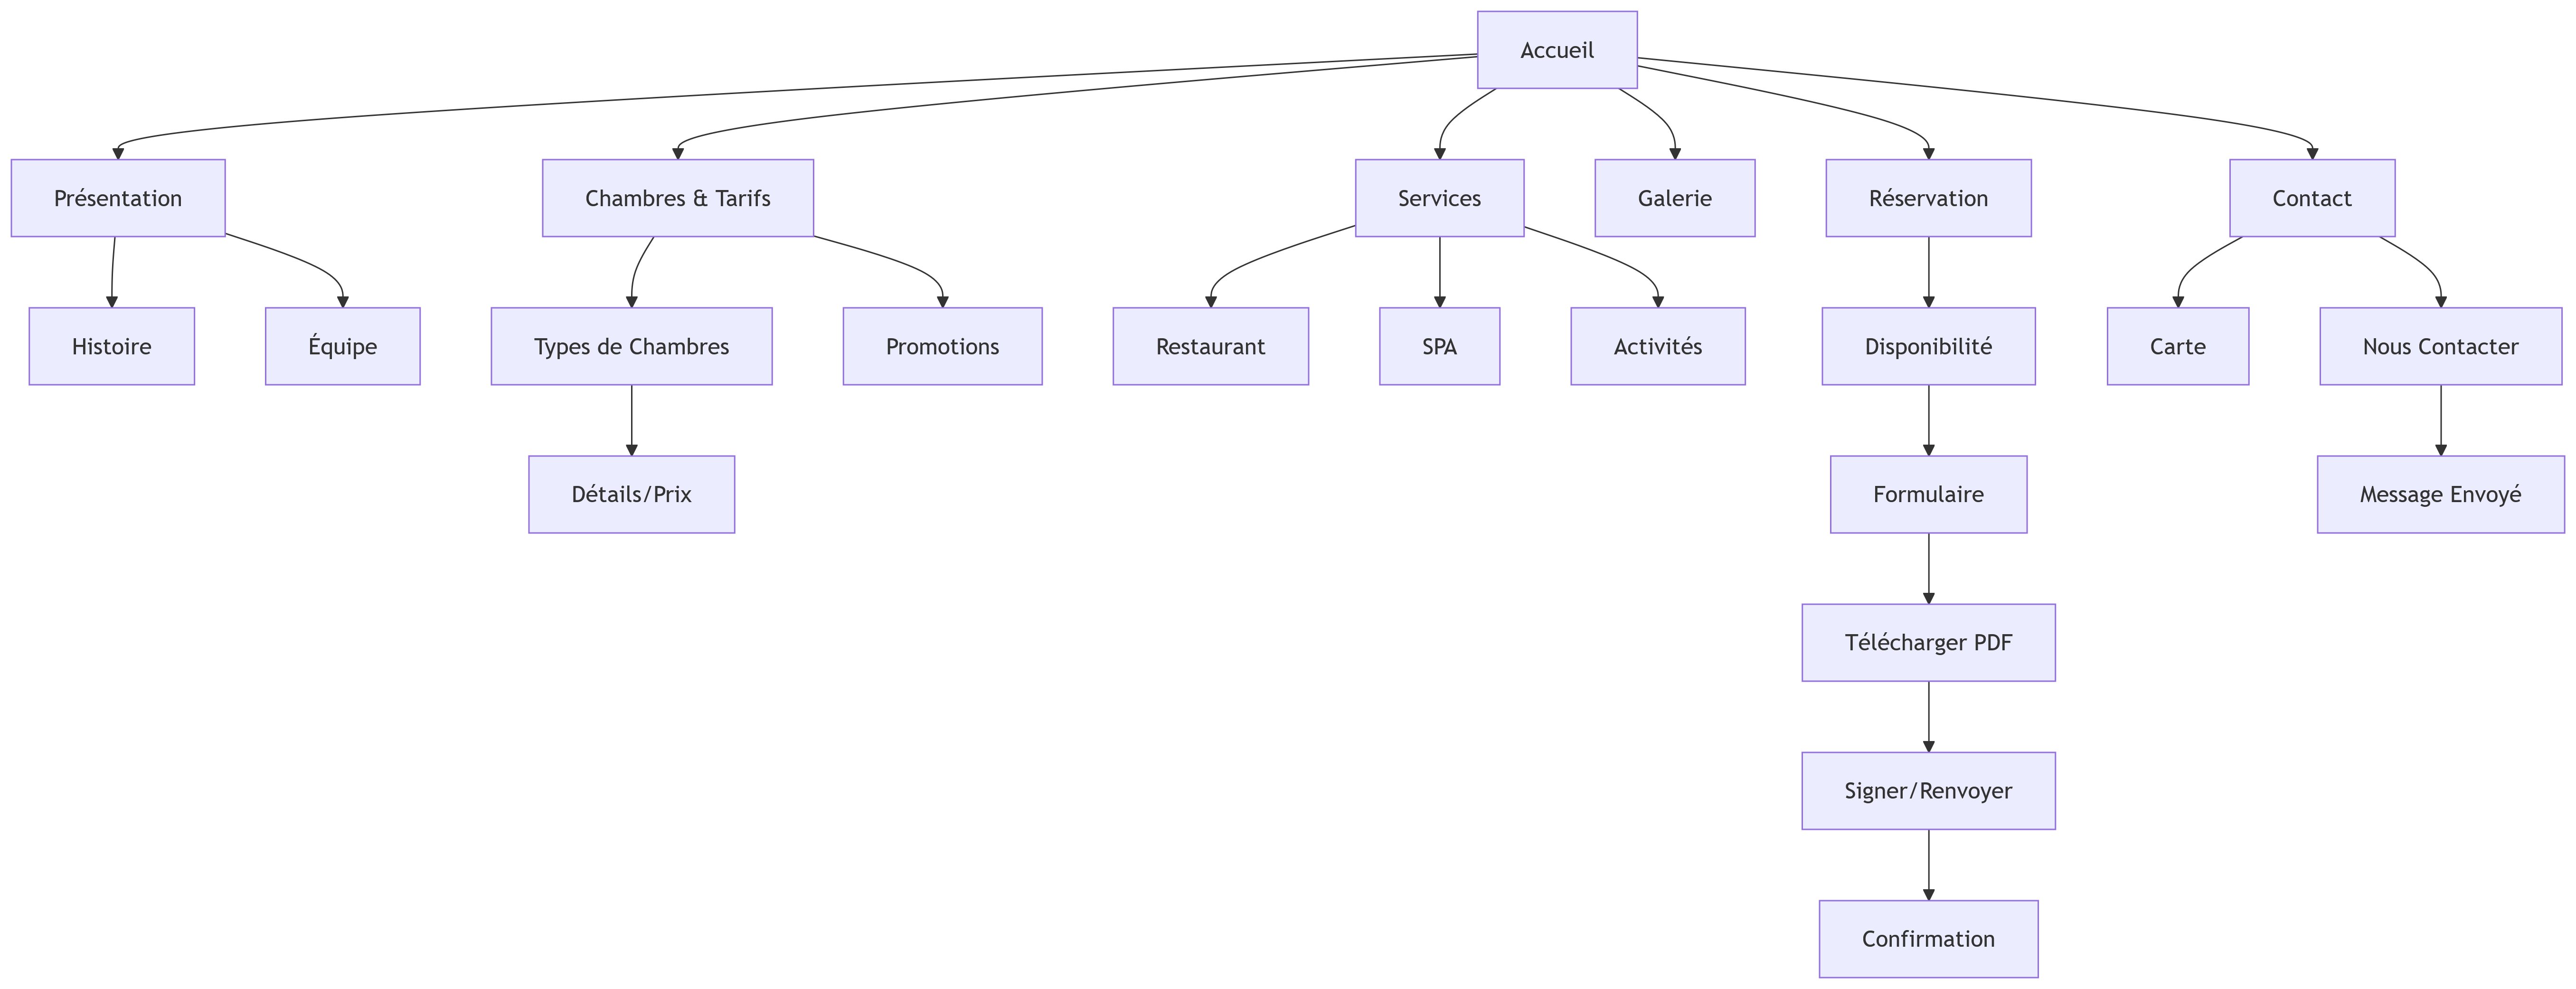 Accueil
Présentation
Chambres & Tarifs
Services
Galerie
Réservation
Contact
Histoire
Équipe
Types de Chambres
Promotions
Restaurant
SPA
Activités
Disponibilité
Carte
Nous Contacter
Détails/Prix
Formulaire
Message Envoyé
Télécharger PDF
Signer/Renvoyer
Confirmation